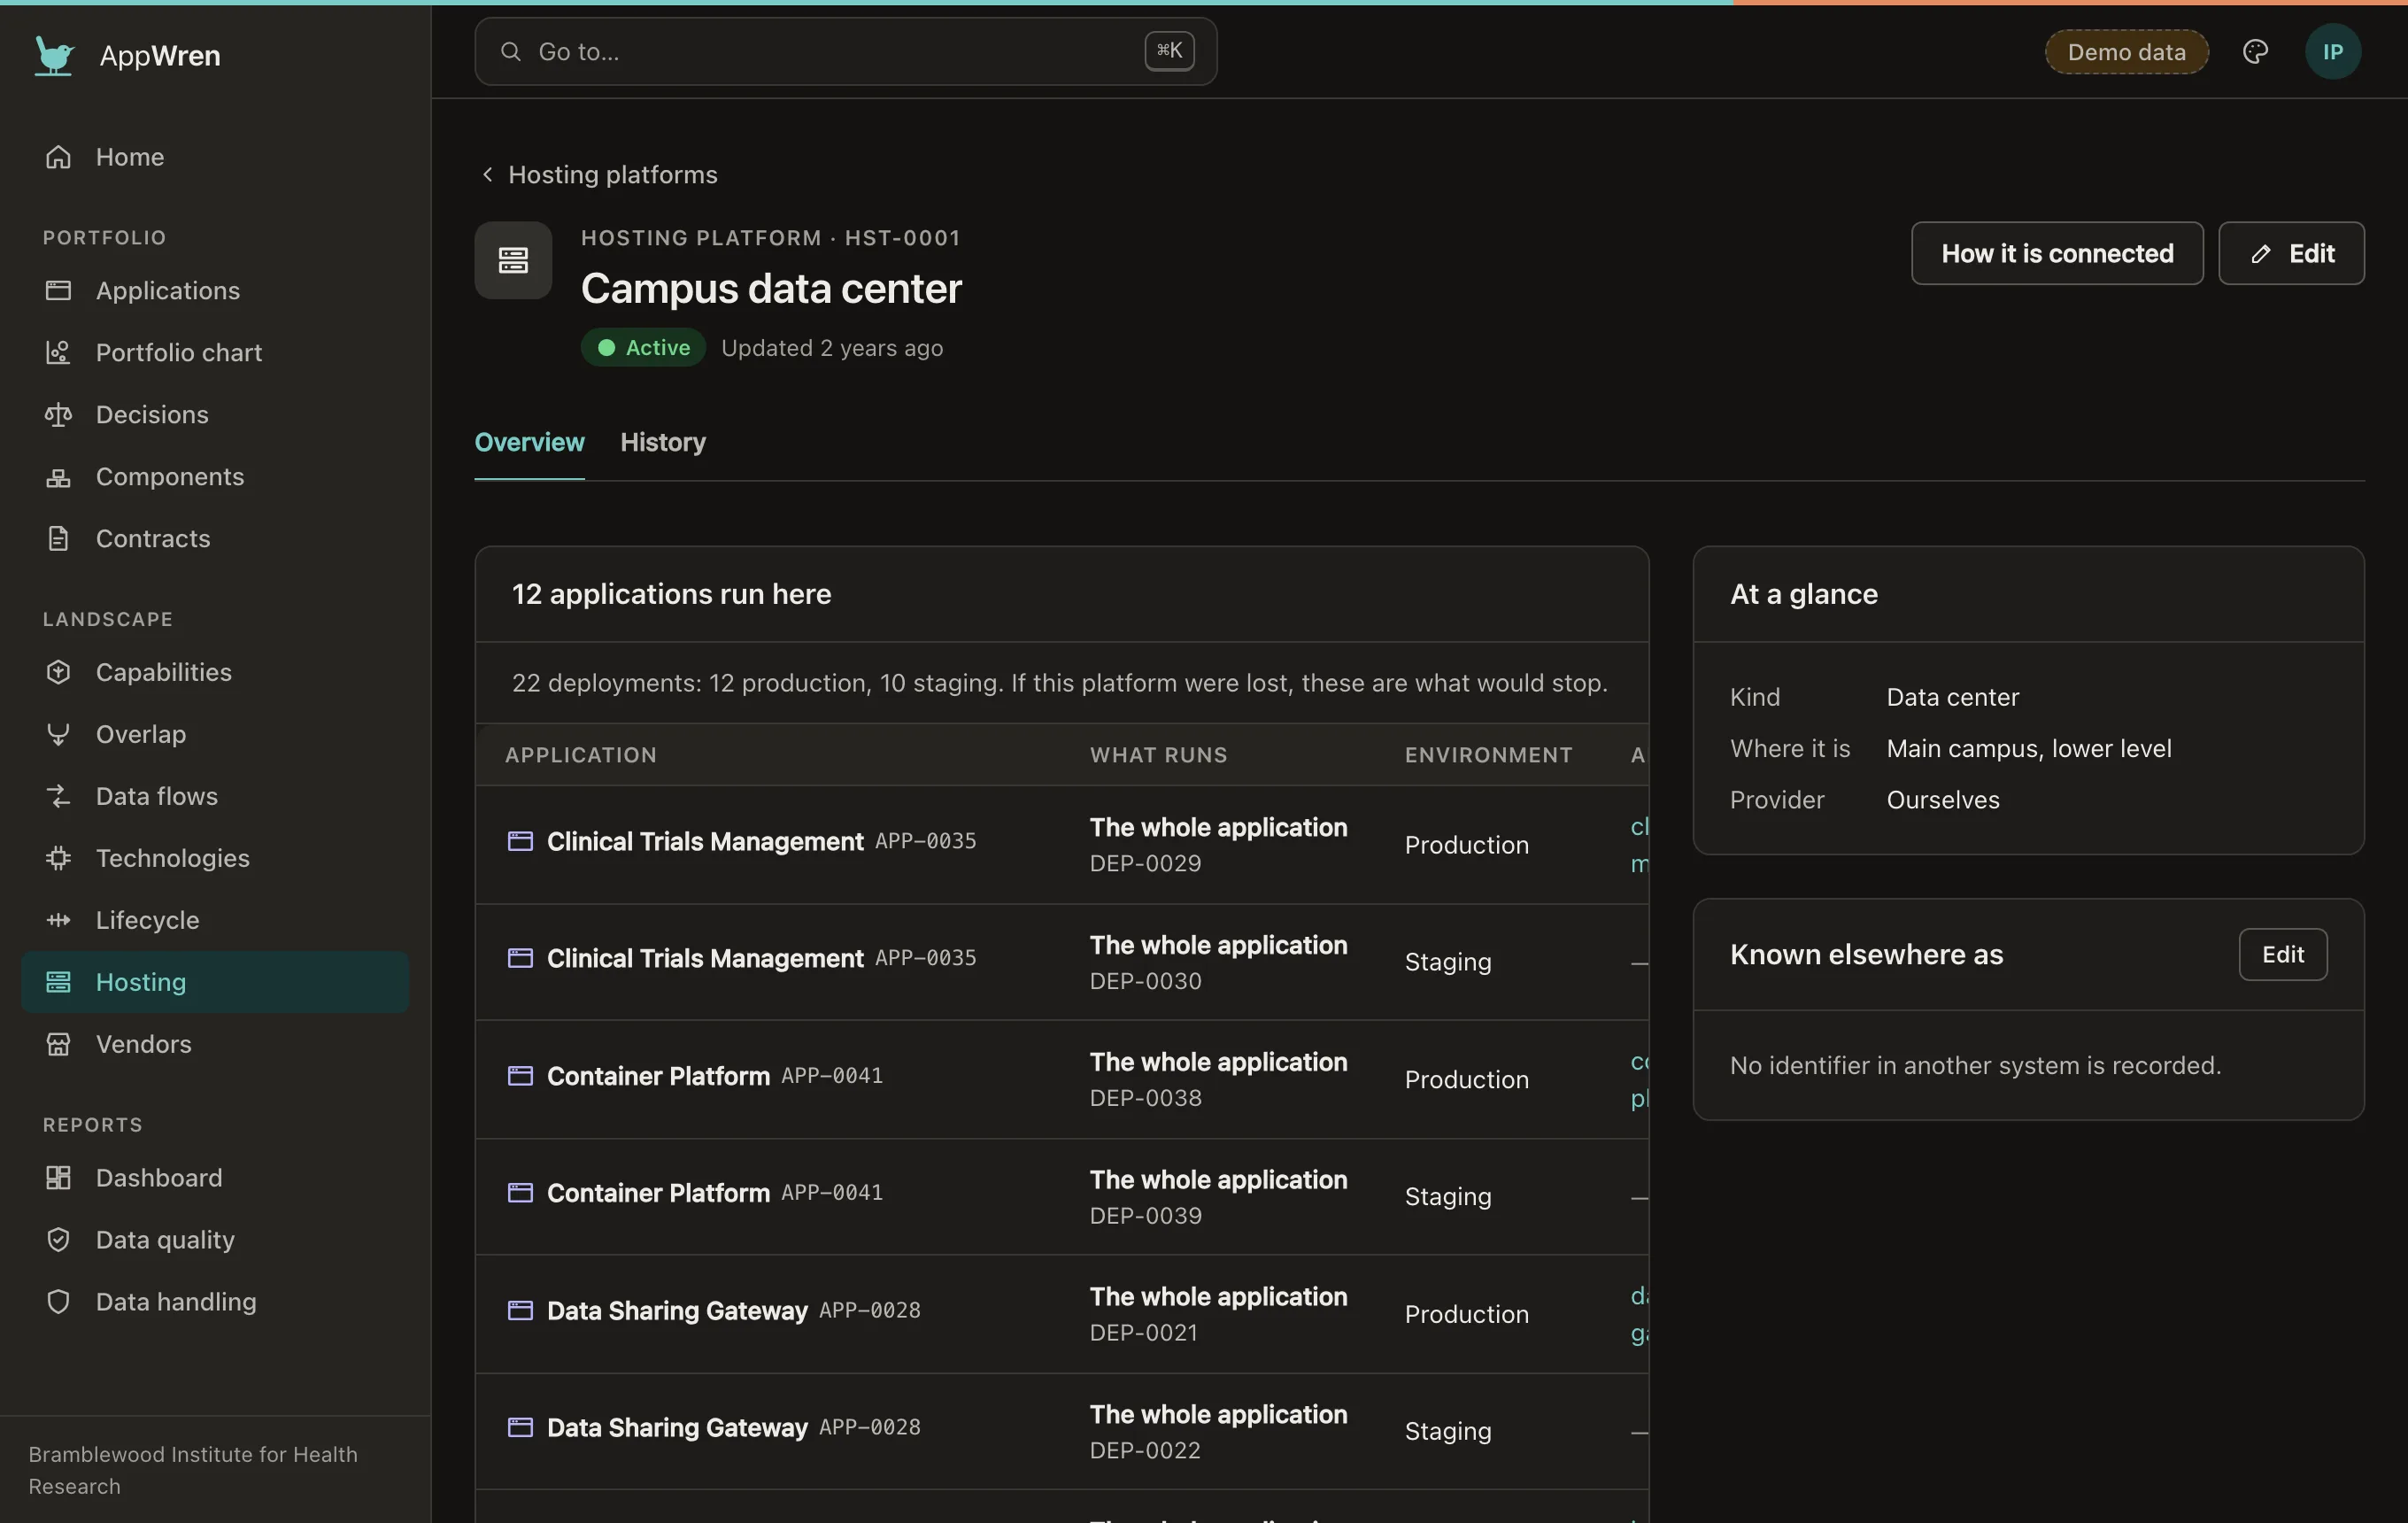 AppWren
Go to...
⌘K
Demo data
IP
Home
PORTFOLIO
Applications
Portfolio chart
Decisions
Components
Contracts
LANDSCAPE
Capabilities
Overlap
Data flows
Technologies
Lifecycle
Hosting
Vendors
REPORTS
Dashboard
Data quality
Data handling
Bramblewood Institute for Health
Research
Hosting platforms
HOSTING PLATFORM · HST-0001
Campus data center
Active
Updated 2 years ago
How it is connected
Edit
Overview
History
12 applications run here
22 deployments: 12 production, 10 staging. If this platform were lost, these are what would stop.
APPLICATION WHAT RUNS ENVIRONMENT
Clinical Trials Management APP-0035 The whole application Production
DEP-0029
Clinical Trials Management APP-0035 The whole application Staging —
DEP-0030
Container Platform APP-0041 The whole application Production
DEP-0038
Container Platform APP-0041 The whole application Staging —
DEP-0039
Data Sharing Gateway APP-0028 The whole application Production
DEP-0021
Data Sharing Gateway APP-0028 The whole application Staging —
DEP-0022
At a glance
Kind Data center
Where it is Main campus, lower level
Provider Ourselves
Known elsewhere as
Edit
No identifier in another system is recorded.